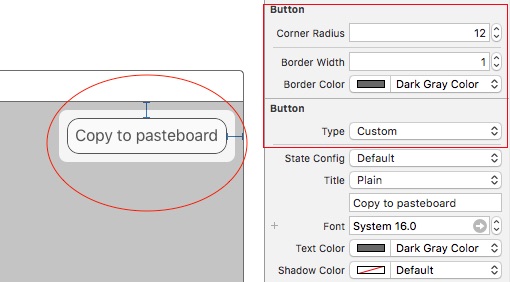 Copy to pasteboard
Button
Corner Radius 12
Border Width 1
Border Color Dark Gray Color
Button
Type Custom
State Config Default
Title Plain
Copy to pasteboard
+ Font System 16.0
Text Color Dark Gray Color
Shadow Color Default